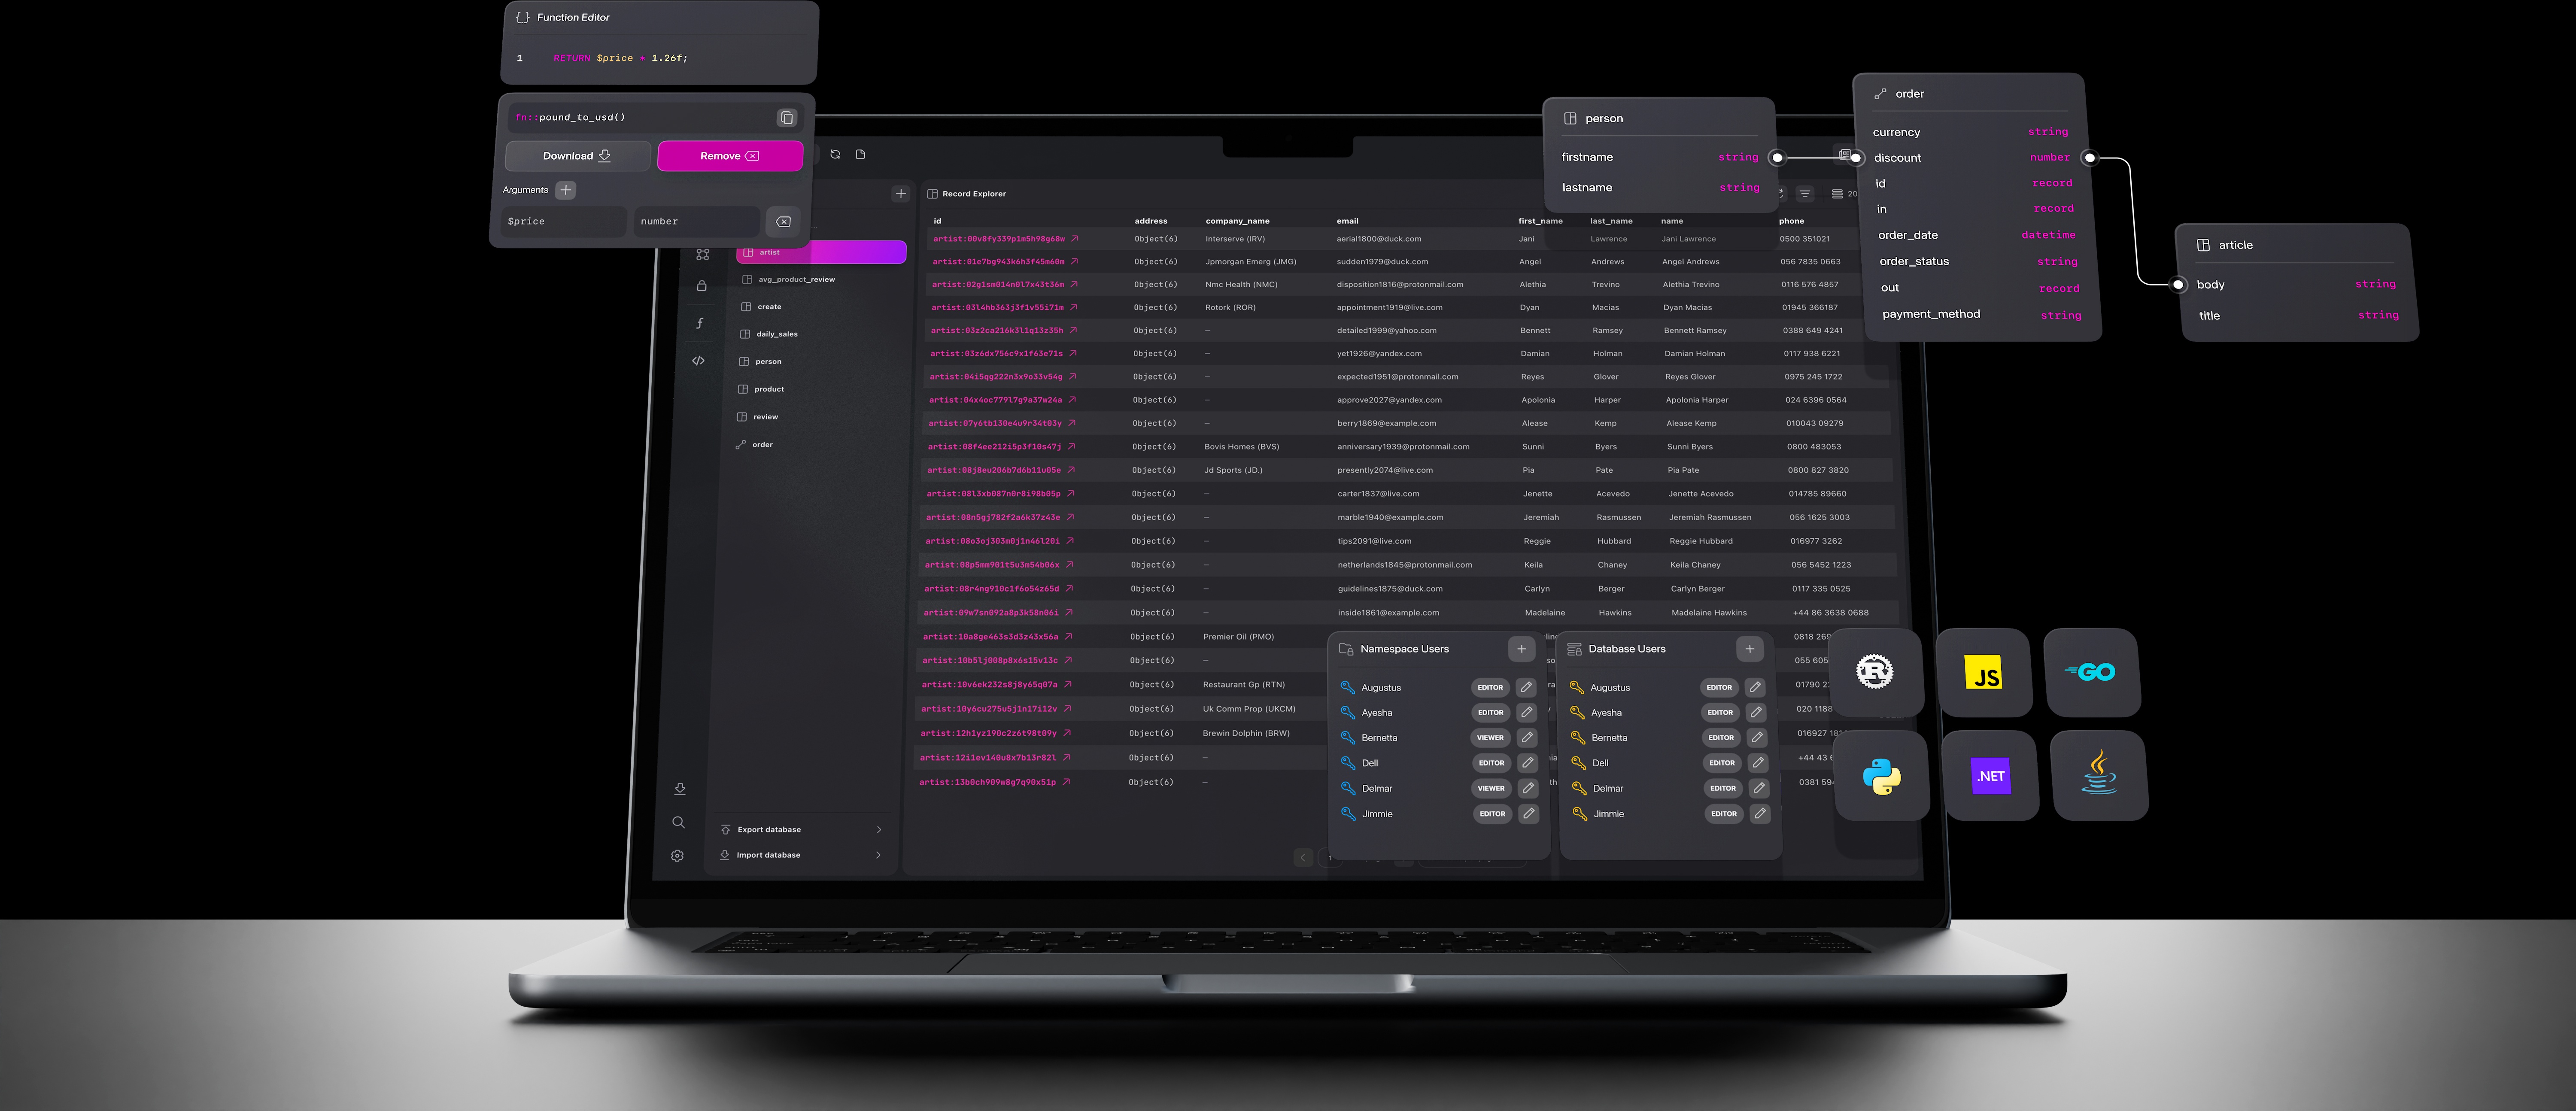 Function Editor
1 RETURN $price * 1.26f;
fn::pound_to_usd()
Download
Remove
Arguments
$price number
artist
avg_product_review
create
daily_sales
person
product
review
order
Export database
Import database
Record Explorer
20
id address company_name email first_name last_name name phone
artist:00v8fy339p1m5h98g68w Object(6) Interserve (IRV) aerial1800@duck.com Jani Lawrence Jani Lawrence 0500 351021
artist:01e7bg943k6h3f45m60m Object(6) Jpmorgan Emerg (JMG) sudden1979@duck.com Angel Andrews Angel Andrews 056 7835 0663
artist:02g1sm014n0l7x43t36m Object(6) Nmc Health (NMC) disposition1816@protonmail.com Alethia Trevino Alethia Trevino 0116 576 4857
artist:03l4hb363j3f1v55i71m Object(6) Rotork (ROR) appointment1919@live.com Dyan Macias Dyan Macias 01945 366187
artist:03z2ca216k3l1q13z35h Object(6) – detailed1999@yahoo.com Bennett Ramsey Bennett Ramsey 0388 649 4241
artist:03z6dx756c9x1f63e71s Object(6) – yet1926@yandex.com Damian Holman Damian Holman 0117 938 6221
artist:04i5qg222n3x9o33v54g Object(6) – expected1951@protonmail.com Reyes Glover Reyes Glover 0975 245 1722
artist:04x4oc779l7g9a37w24a Object(6) – approve2027@yandex.com Apolonia Harper Apolonia Harper 024 6396 0564
artist:07y6tb130e4u9r34t03y Object(6) – berry1869@example.com Alease Kemp Alease Kemp 010043 09279
artist:08f4ee212i5p3f10s47j Object(6) Bovis Homes (BVS) anniversary1939@protonmail.com Sunni Byers Sunni Byers 0800 483053
artist:08j8eu206b7d6b11u05e Object(6) Jd Sports (JD.) presently2074@live.com Pia Pate Pia Pate 0800 827 3820
artist:08l3xb087n0r8i98b05p Object(6) – carter1837@live.com Jenette Acevedo Jenette Acevedo 014785 89660
artist:08n5gj782f2a6k37z43e Object(6) – marble1940@example.com Jeremiah Rasmussen Jeremiah Rasmussen 056 1625 3003
artist:08o3oj303m0j1n46l20i Object(6) – tips2091@live.com Reggie Hubbard Reggie Hubbard 016977 3262
artist:08p5mm901t5u3m54b06x Object(6) – netherlands1845@protonmail.com Keila Chaney Keila Chaney 056 5452 1223
artist:08r4ng910c1f6o54z65d Object(6) – guidelines1875@duck.com Carlyn Berger Carlyn Berger 0117 335 0525
artist:09w7sn092a8p3k58n06i Object(6) – inside1861@example.com Madelaine Hawkins Madelaine Hawkins +44 86 3638 0688
artist:10a8ge463s3d3z43x56a Object(6) Premier Oil (PMO) 0818 269
artist:10b5lj008p8x6s15v13c Object(6) – 055 605
artist:10v6ek232s8j8y65q07a Object(6) Restaurant Gp (RTN) 01790 2
artist:10y6cu275u5j1n17i12v Object(6) Uk Comm Prop (UKCM) 020 1188
artist:12h1yz190c2z6t98t09y Object(6) Brewin Dolphin (BRW) 016927 181
artist:12i1ev140u8x7b13r82l Object(6) – +44 43 6
artist:13b0ch909w8g7q90x51p Object(6) – 0381 594
1
person
firstname string
lastname string
order
currency string
discount number
id record
in record
order_date datetime
order_status string
out record
payment_method string
article
body string
title string
Namespace Users
Augustus EDITOR
Ayesha EDITOR
Bernetta VIEWER
Dell EDITOR
Delmar VIEWER
Jimmie EDITOR
Database Users
Augustus EDITOR
Ayesha EDITOR
Bernetta EDITOR
Dell EDITOR
Delmar EDITOR
Jimmie EDITOR
R
JS
GO
.NET